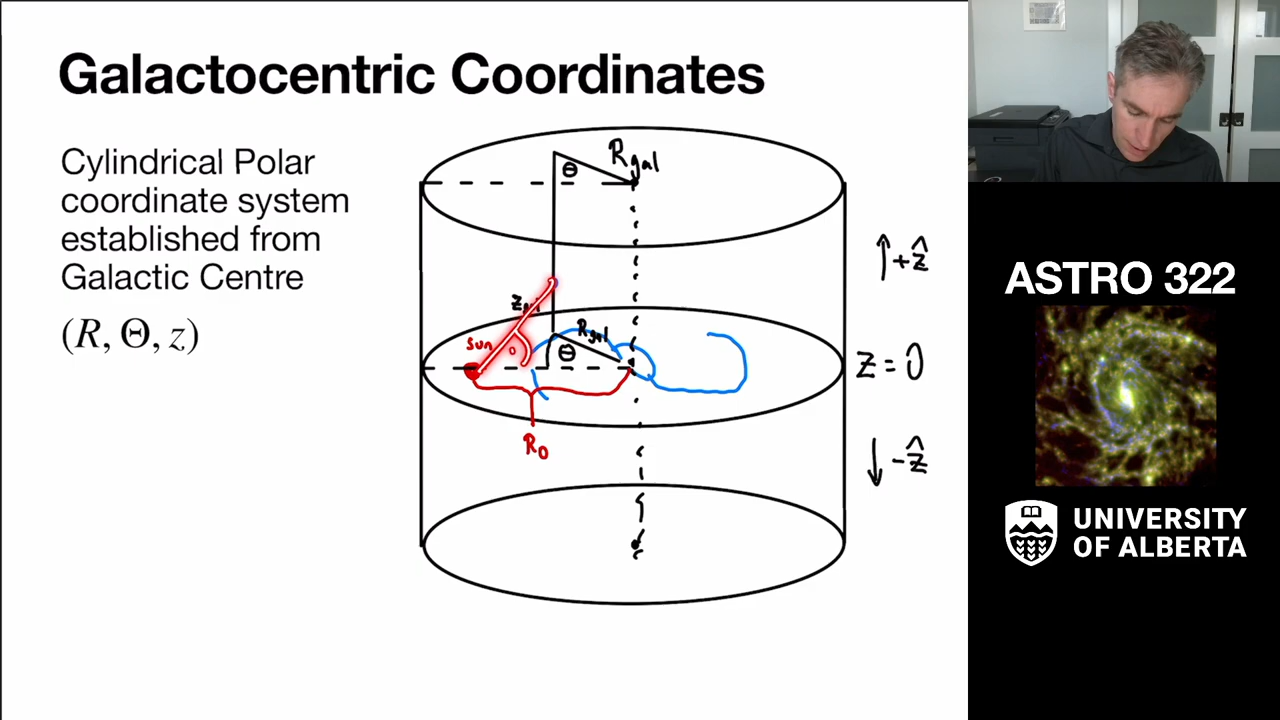 Galactocentric Coordinates
Cylindrical Polar
coordinate system
established from
Galactic Centre
(R, Θ, z)
Θ
Rgal
Sun
Rgal
Θ
R0
↑+ẑ
z=0
↓-ẑ
ASTRO 322
UNIVERSITY
OF ALBERTA